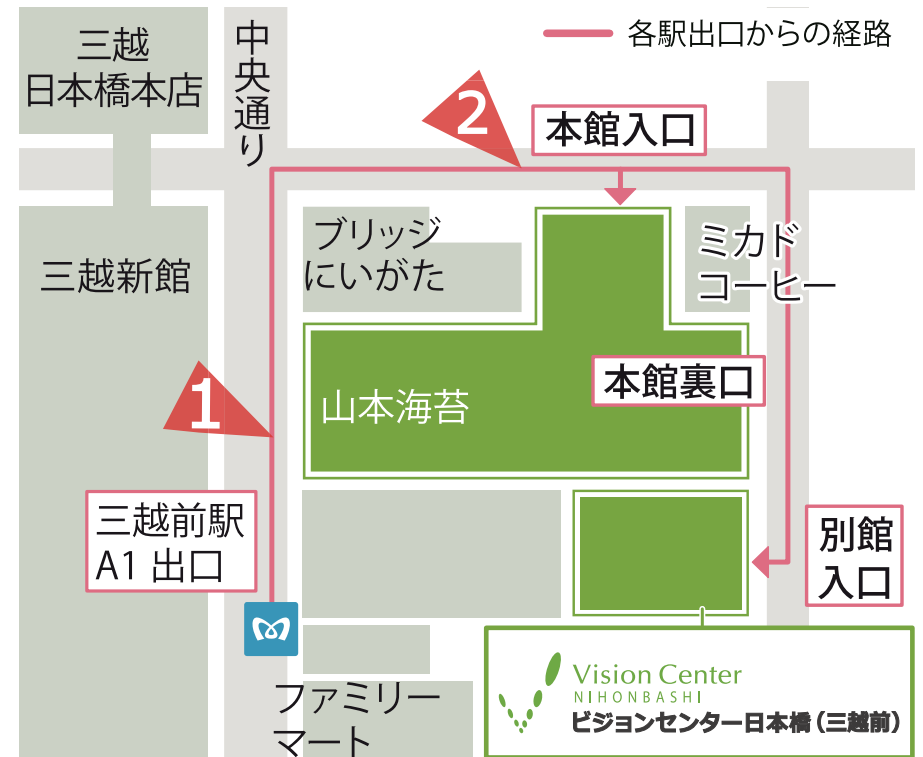 各駅出口からの経路
三越
日本橋本店
中央通り
2
本館入口
ブリッジ
にいがた
ミカド
コーヒー
三越新館
本館裏口
1
山本海苔
三越前駅
A1 出口
別館
入口
ファミリー
マート
Vision Center
NIHONBASHI
ビジョンセンター日本橋(三越前)